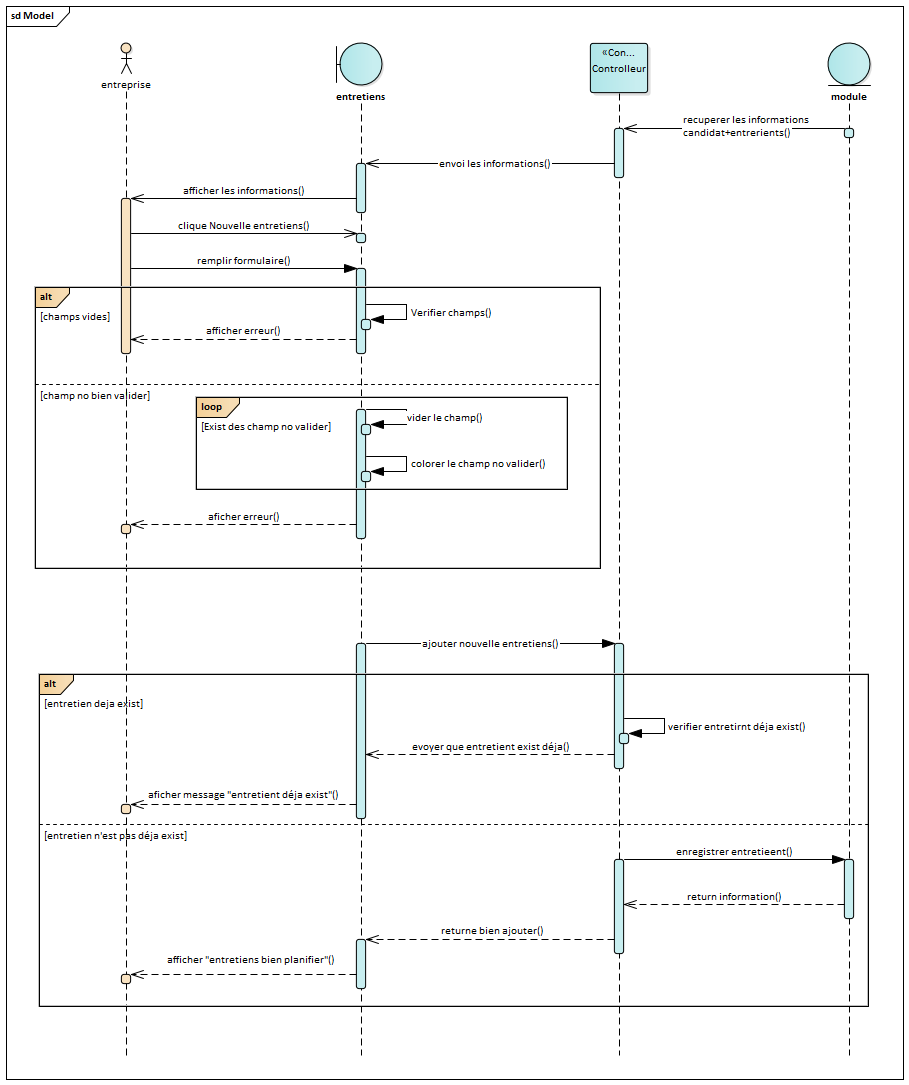 sd Model
entreprise
entretiens
«Con...
Controlleur
module
recuperer les informations
candidat+entrerients()
envoi les informations()
afficher les informations()
clique Nouvelle entretiens()
remplir formulaire()
alt
[champs vides]
Verifier champs()
afficher erreur()
[champ no bien valider]
loop
[Exist des champ no valider]
vider le champ()
colorer le champ no valider()
aficher erreur()
ajouter nouvelle entretiens()
alt
[entretien deja exist]
verifier entretirnt déja exist()
evoyer que entretient exist déja()
aficher message "entretient déja exist"()
[entretien n'est pas déja exist]
enregistrer entretieent()
return information()
returne bien ajouter()
afficher "entretiens bien planifier"()